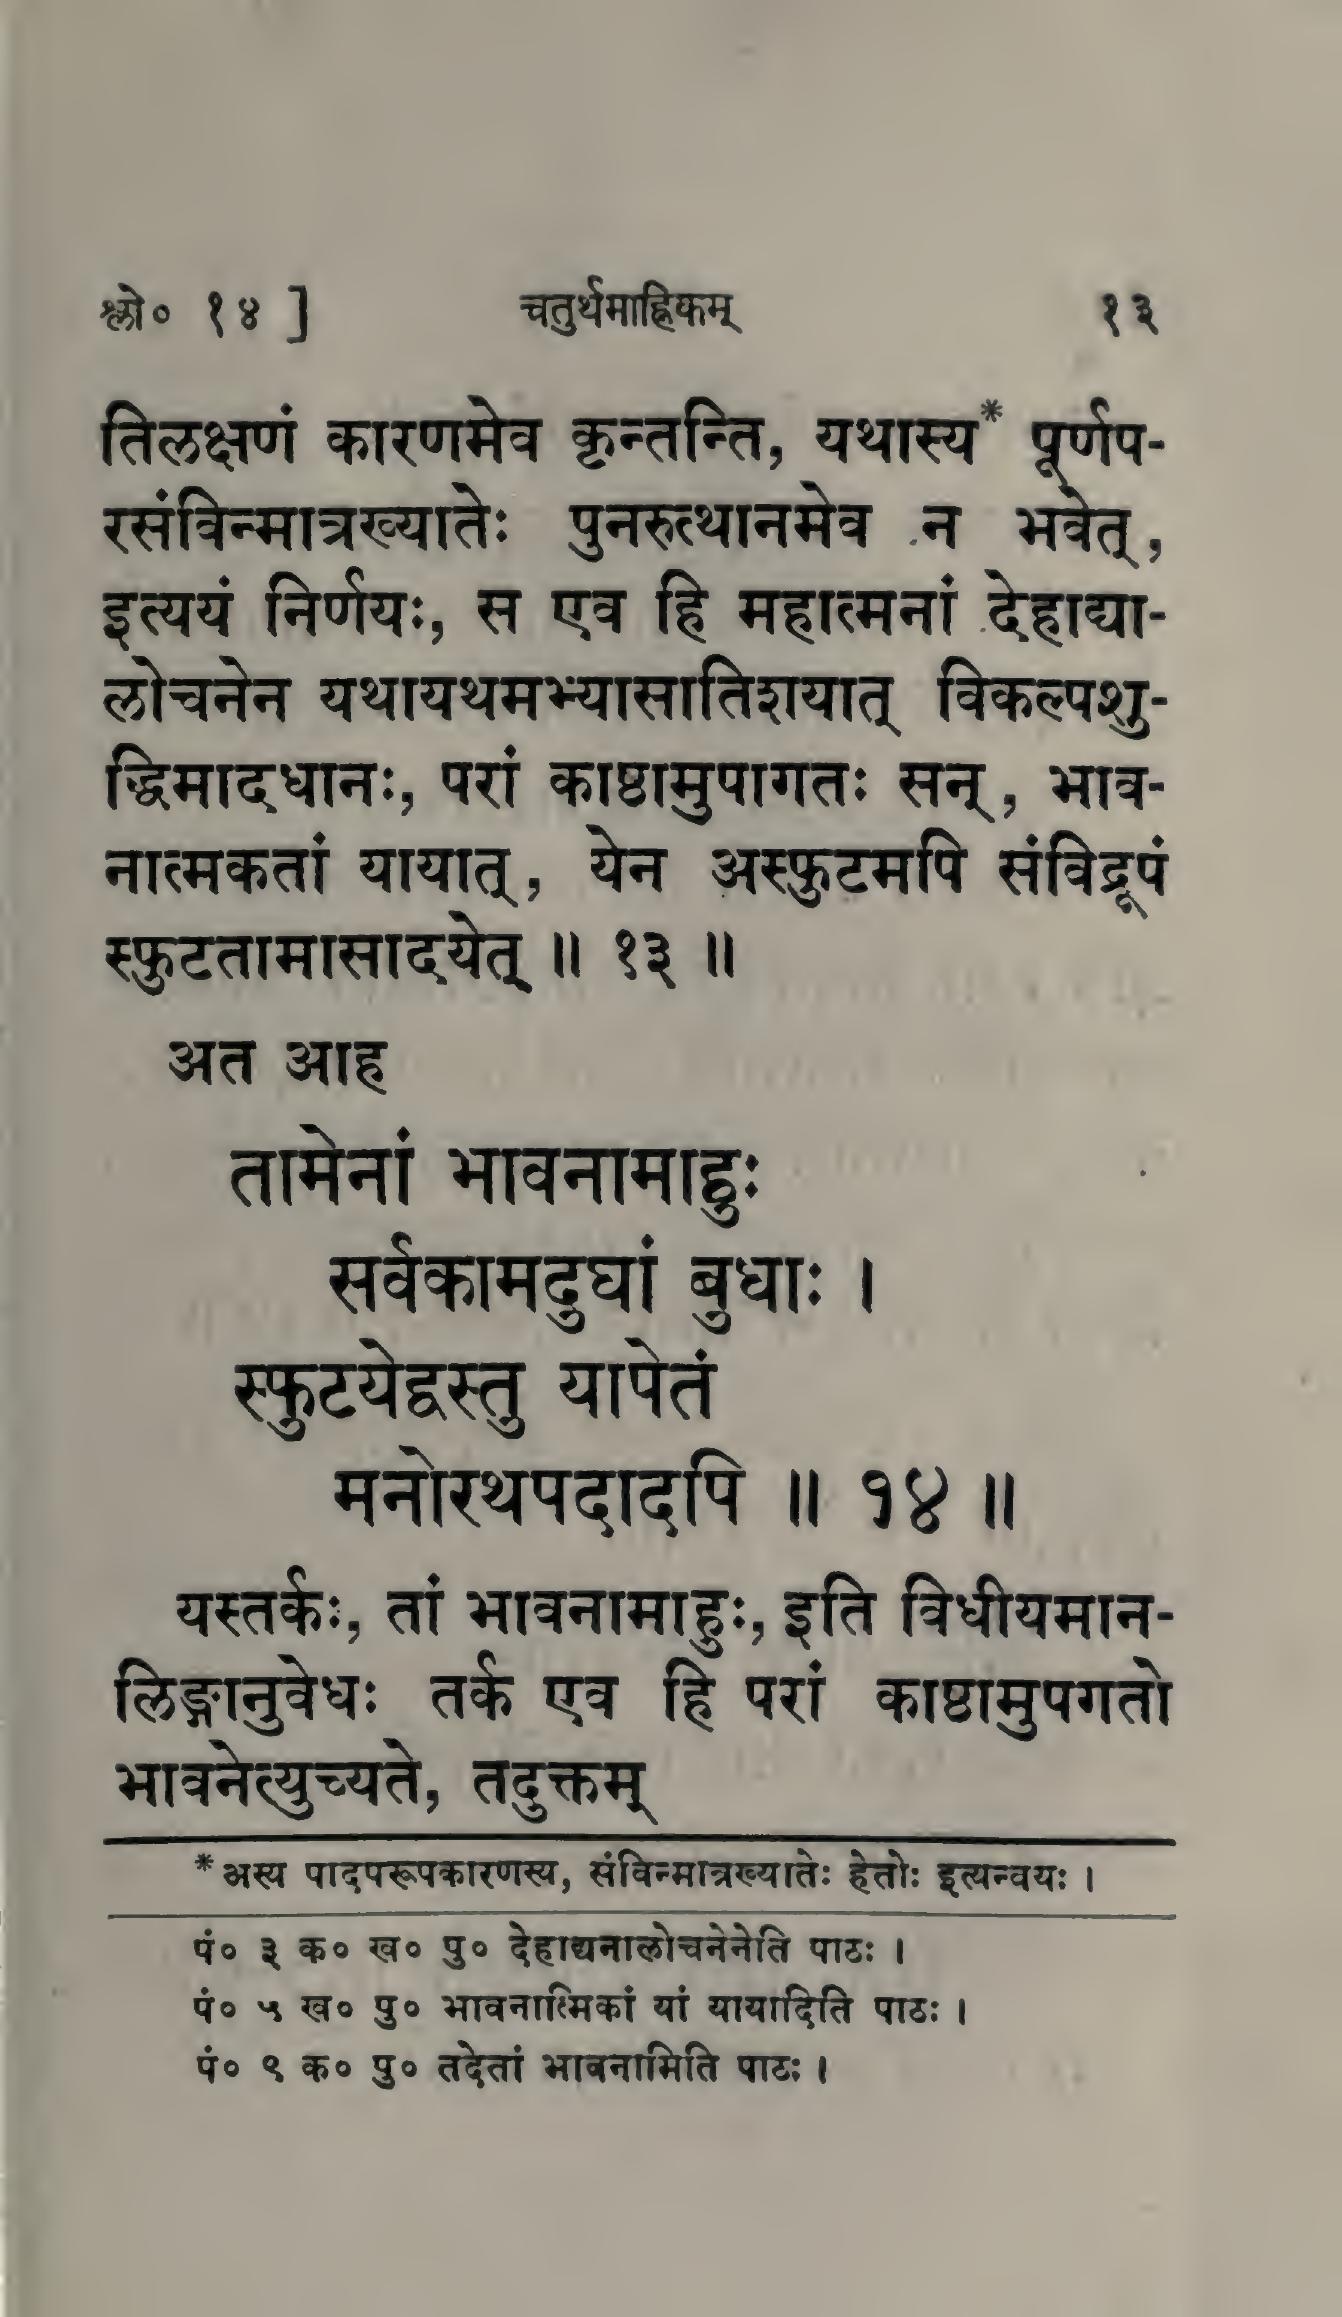 श्लो० १४ ] चतुर्थमाह्निकम् १३
तिलक्षणं कारणमेव कृन्तन्ति, यथास्य* पूर्णप-
रसंविन्मात्रख्यातेः पुनरुत्थानमेव न भवेत्,
इत्ययं निर्णयः, स एव हि महात्मनां देहाद्या-
लोचनेन यथायथमभ्यासातिशयात् विकल्पशु-
द्धिमादधानः, परां काष्ठामुपागतः सन्, भाव-
नात्मकतां यायात्, येन अस्फुटमपि संविद्रूपं
स्फुटतामासादयेत् ॥ १३ ॥
अत आह
तामेनां भावनामाहुः
सर्वकामदुघां बुधाः ।
स्फुटयेद्वस्तु यापेतं
मनोरथपदादपि ॥ १४ ॥
यस्तर्कः, तां भावनामाहुः, इति विधीयमान-
लिङ्गानुवेधः तर्क एव हि परां काष्ठामुपगतो
भावनेत्युच्यते, तदुक्तम्
*अस्य पादपरूपकारणस्य, संविन्मात्रख्यातेः हेतोः इत्यन्वयः ।
पं० ३ क० ख० पु० देहाद्यनालोचनेनेति पाठः ।
पं० ५ ख० पु० भावनात्मिकां यां यायादिति पाठः ।
पं० ९ क० पु० तदेतां भावनामिति पाठः ।